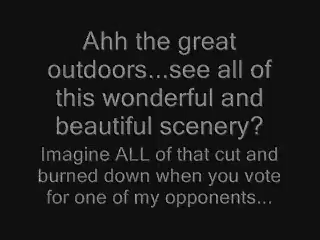 Ahh the great
outdoors...see all of
this wonderful and
beautiful scenery?
Imagine ALL of that cut and
burned down when you vote
for one of my opponents...